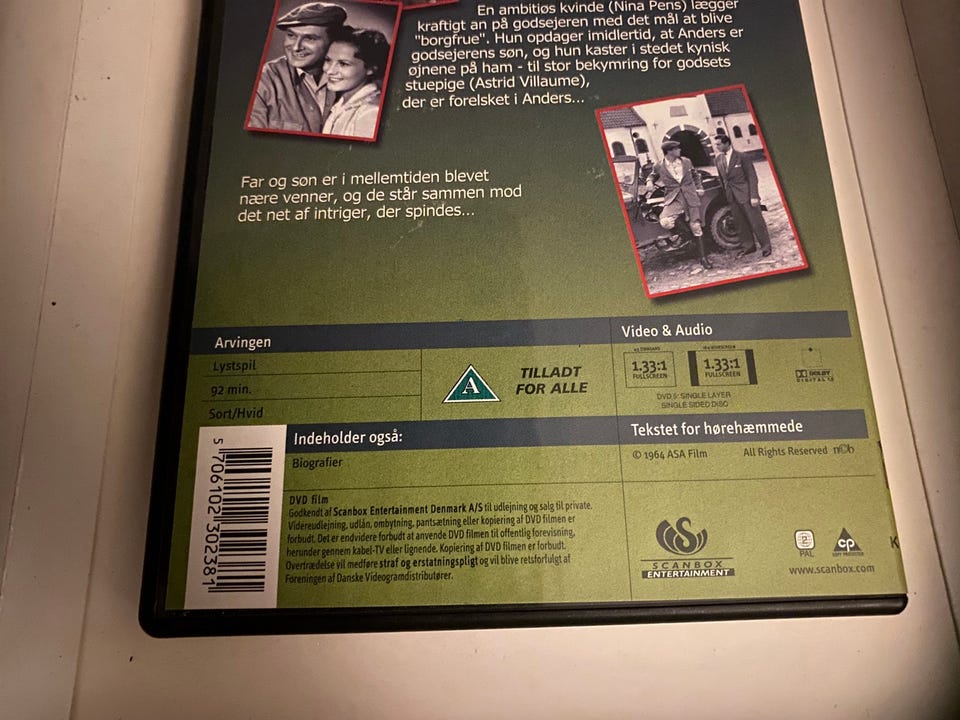 En ambitiøs kvinde (Nina Pens) lægger
kraftigt an på godsejeren med det mål at blive
"borgfrue". Hun opdager imidlertid, at Anders er
godsejerens søn, og hun kaster i stedet kynisk
øjnene på ham - til stor bekymring for godsets
stuepige (Astrid Villaume),
der er forelsket i Anders...
Far og søn er i mellemtiden blevet
nære venner, og de står sammen mod
det net af intriger, der spindes...
Arvingen
Lystspil
92 min.
Sort/Hvid
A
TILLADT
FOR ALLE
Video & Audio
1.33:1
FULLSCREEN
1.33:1
FULLSCREEN
DOLBY
DIGITAL
DVD 5: SINGLE LAYER
SINGLE SIDED DISC
Indeholder også:
Biografier
Tekstet for hørehæmmede
© 1964 ASA Film All Rights Reserved ncb
5 706102 302381
DVD film
Godkendt af Scanbox Entertainment Denmark A/S til udlejning og salg til private.
Videreudlejning, udlån, ombytning, pantsætning eller kopiering af DVD filmen er
forbudt. Det er endvidere forbudt at anvende DVD filmen til offentlig forevisning,
herunder gennem kabel-TV eller lignende. Kopiering af DVD filmen er forbudt.
Overtrædelse vil medføre straf og erstatningspligt og vil blive retsforfulgt af
Foreningen af Danske Videogramdistributører.
SCANBOX
ENTERTAINMENT
2
PAL
CP
COPY PROTECTED
www.scanbox.com
K